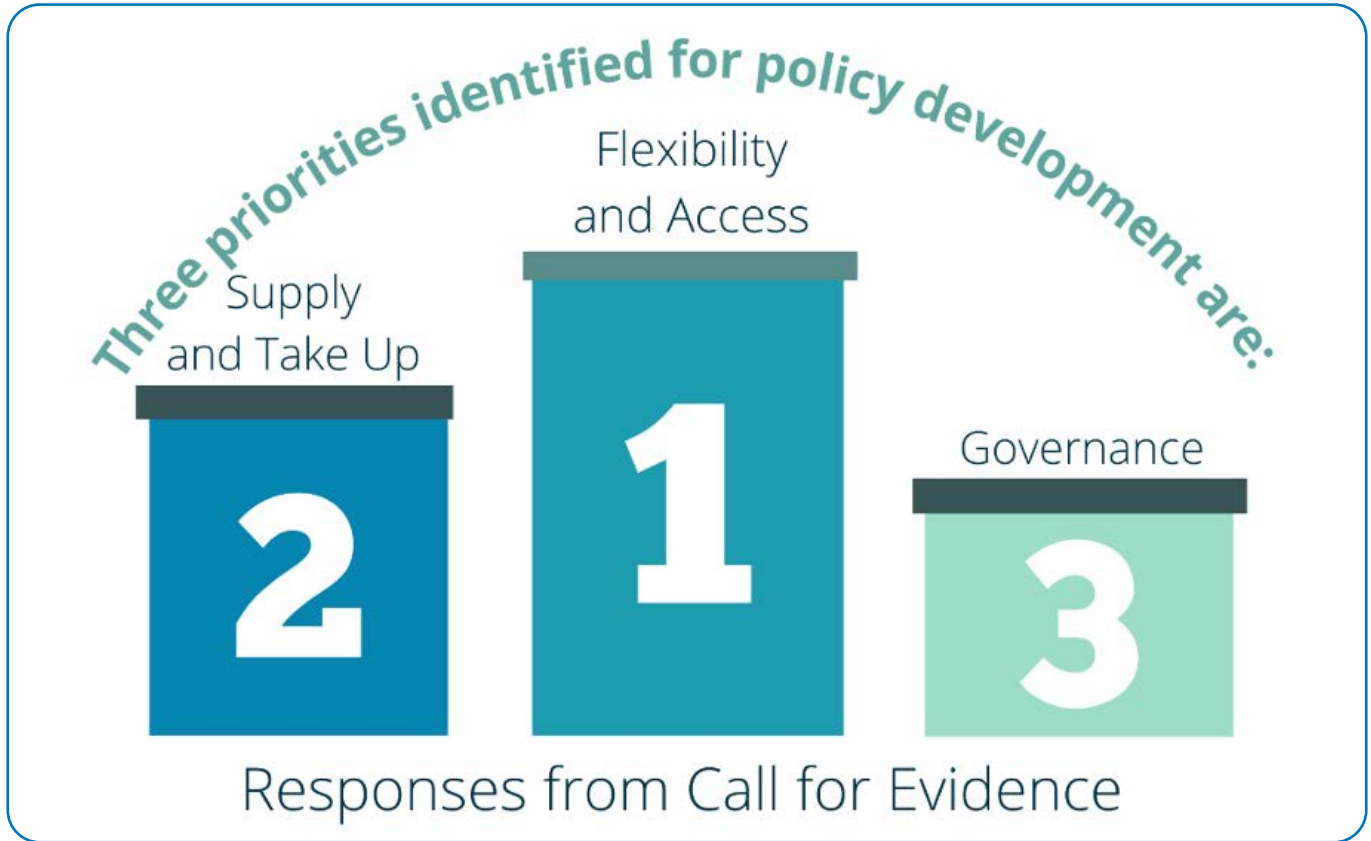 Three priorities identified for policy development are:
Flexibility
and Access
1
Supply
and Take Up
2
Governance
3
Responses from Call for Evidence